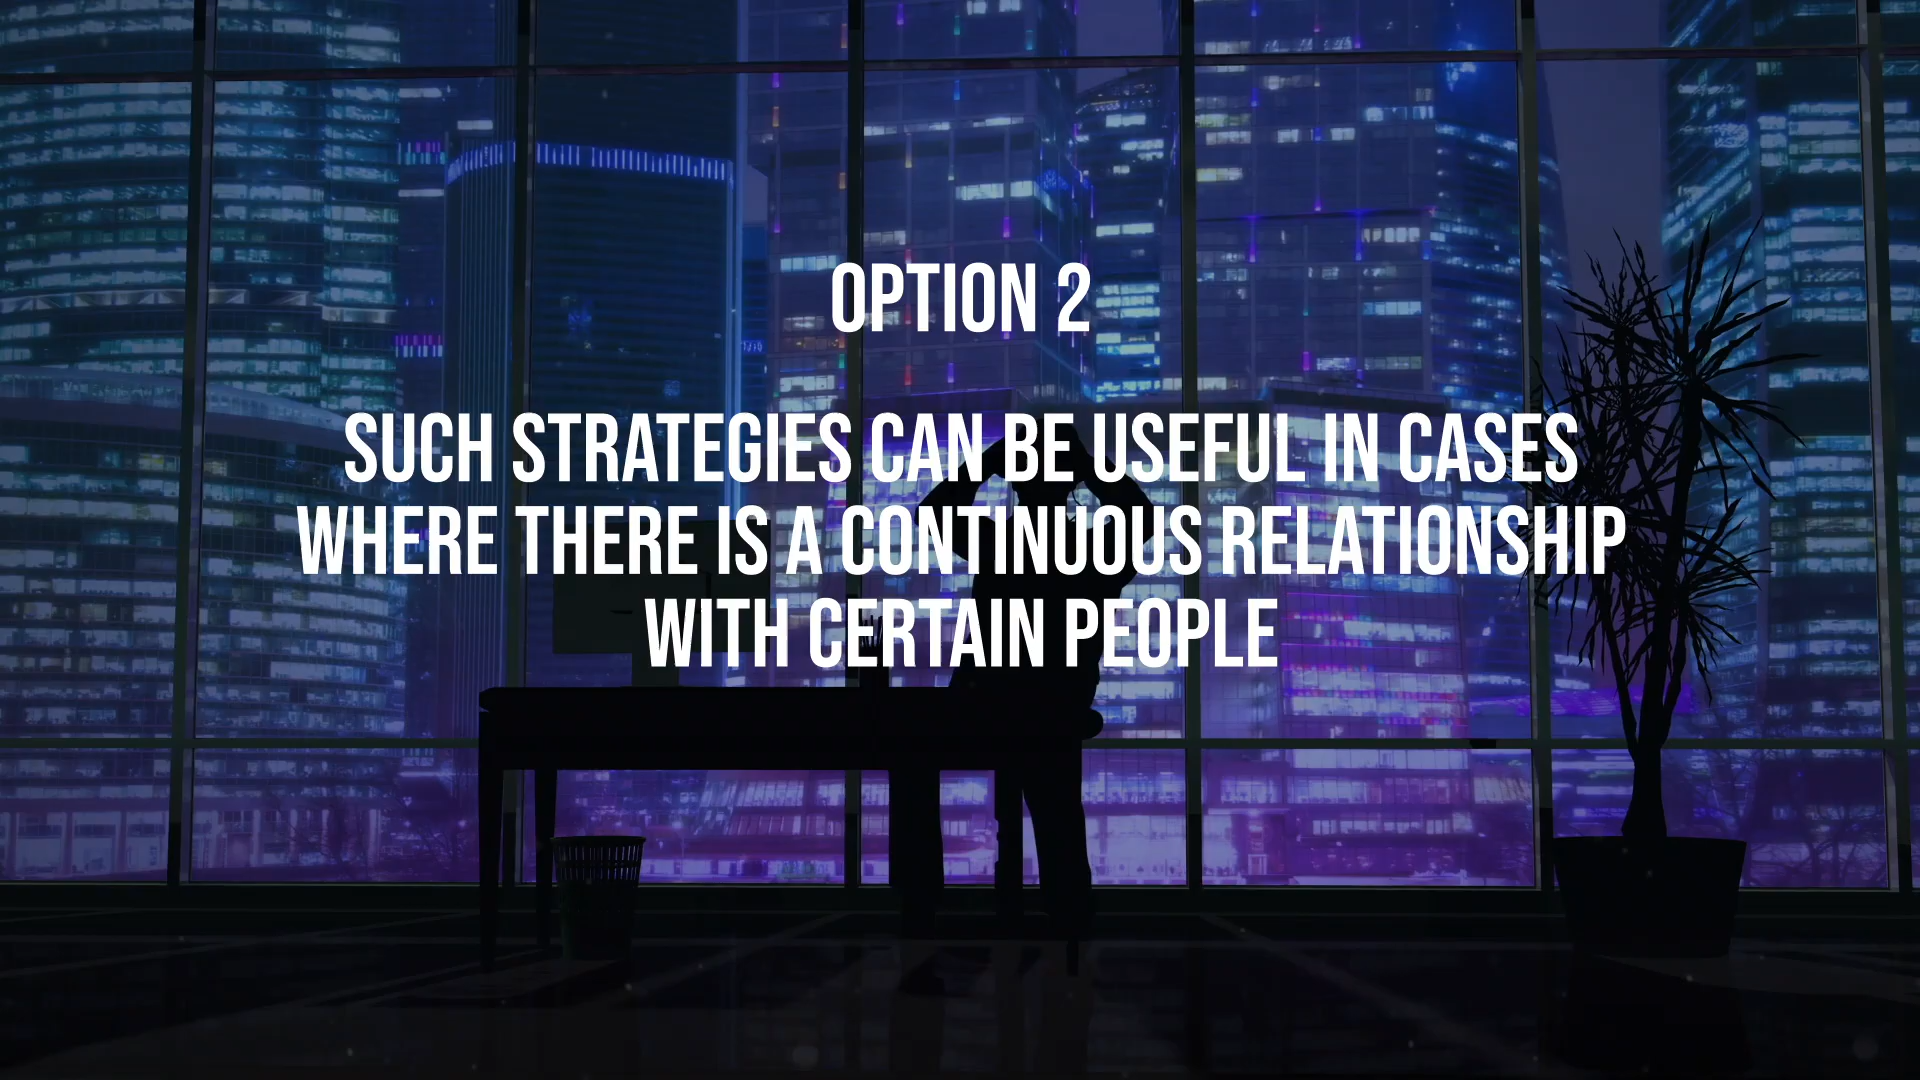 OPTION 2
SUCH STRATEGIES CAN BE USEFUL IN CASES
WHERE THERE IS A CONTINUOUS RELATIONSHIP
WITH CERTAIN PEOPLE